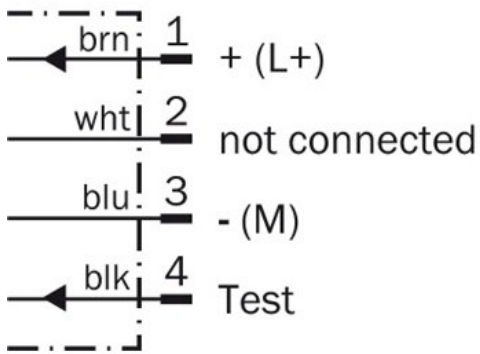 brn 1 + (L+)
wht 2 not connected
blu 3 - (M)
blk 4 Test